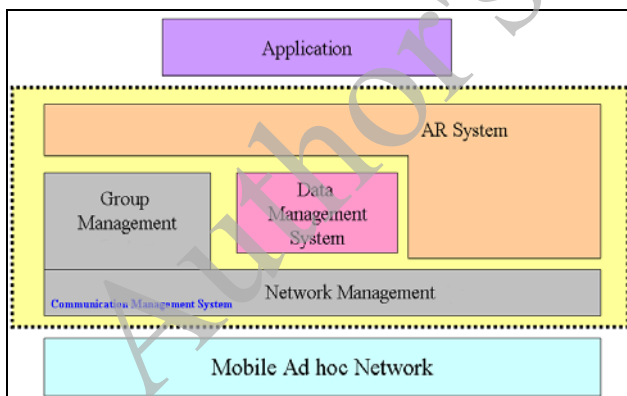 Application
AR System
Group
Management
Data
Management
System
Network Management
Communication Management System
Mobile Ad hoc Network
Author's